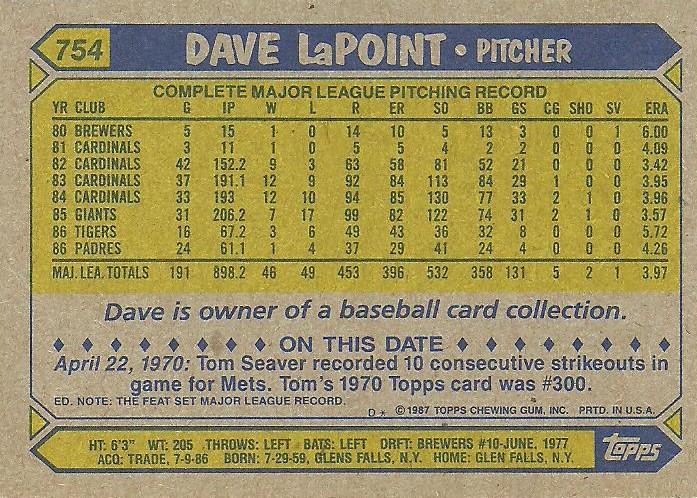 754 DAVE LaPOINT • PITCHER
COMPLETE MAJOR LEAGUE PITCHING RECORD
YR CLUB G IP W L R ER SO BB GS CG SHO SV ERA
80 BREWERS 5 15 1 0 14 10 5 13 3 0 0 1 6.00
81 CARDINALS 3 11 1 0 5 5 4 2 2 0 0 0 4.09
82 CARDINALS 42 152.2 9 3 63 58 81 52 21 0 0 0 3.42
83 CARDINALS 37 191.1 12 9 92 84 113 84 29 1 0 0 3.95
84 CARDINALS 33 193 12 10 94 85 130 77 33 2 1 0 3.96
85 GIANTS 31 206.2 7 17 99 82 122 74 31 2 1 0 3.57
86 TIGERS 16 67.2 3 6 49 43 36 32 8 0 0 0 5.72
86 PADRES 24 61.1 1 4 37 29 41 24 4 0 0 0 4.26
MAJ. LEA. TOTALS 191 898.2 46 49 453 396 532 358 131 5 2 1 3.97
Dave is owner of a baseball card collection.
ON THIS DATE
April 22, 1970: Tom Seaver recorded 10 consecutive strikeouts in
game for Mets. Tom's 1970 Topps card was #300.
ED. NOTE: THE FEAT SET MAJOR LEAGUE RECORD.
D* ©1987 TOPPS CHEWING GUM, INC. PRTD. IN U.S.A.
HT: 6'3" WT: 205 THROWS: LEFT BATS: LEFT DRFT: BREWERS #10-JUNE, 1977
ACQ: TRADE, 7-9-86 BORN: 7-29-59, GLENS FALLS, N.Y. HOME: GLEN FALLS, N.Y.
topps